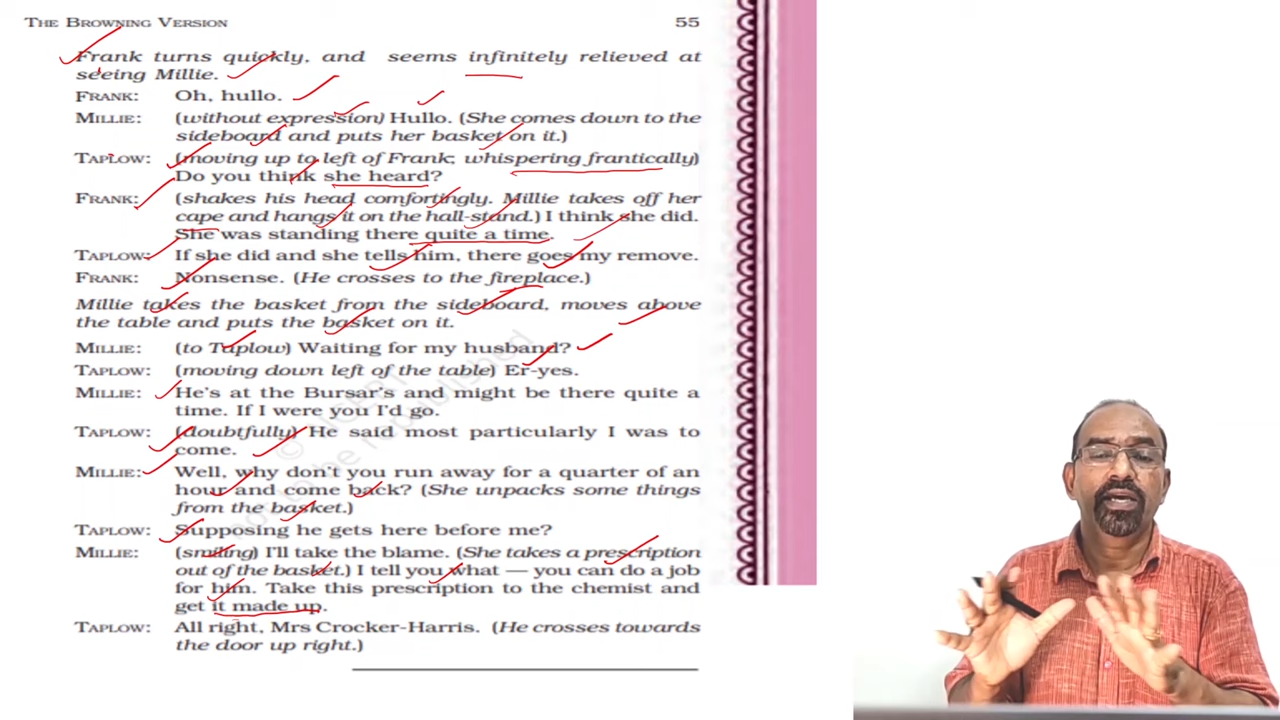 THE BROWNING VERSION 55
Frank turns quickly, and seems infinitely relieved at
seeing Millie.
FRANK: Oh, hullo.
MILLIE: (without expression) Hullo. (She comes down to the
sideboard and puts her basket on it.)
TAPLOW: (moving up to left of Frank; whispering frantically)
Do you think she heard?
FRANK: (shakes his head comfortingly. Millie takes off her
cape and hangs it on the hall-stand.) I think she did.
She was standing there quite a time.
TAPLOW: If she did and she tells him, there goes my remove.
FRANK: Nonsense. (He crosses to the fireplace.)
Millie takes the basket from the sideboard, moves above
the table and puts the basket on it.
MILLIE: (to Taplow) Waiting for my husband?
TAPLOW: (moving down left of the table) Er-yes.
MILLIE: He's at the Bursar's and might be there quite a
time. If I were you I'd go.
TAPLOW: (doubtfully) He said most particularly I was to
come.
MILLIE: Well, why don't you run away for a quarter of an
hour and come back? (She unpacks some things
from the basket.)
TAPLOW: Supposing he gets here before me?
MILLIE: (smiling) I'll take the blame. (She takes a prescription
out of the basket.) I tell you what — you can do a job
for him. Take this prescription to the chemist and
get it made up.
TAPLOW: All right, Mrs Crocker-Harris. (He crosses towards
the door up right.)
© NCERT
not to be republished